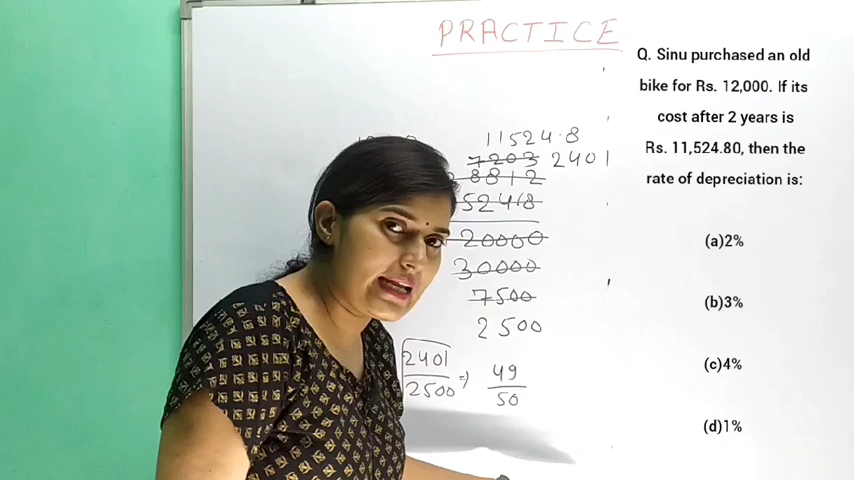 PRACTICE
Q. Sinu purchased an old
bike for Rs. 12,000. If its
cost after 2 years is
Rs. 11,524.80, then the
rate of depreciation is:
(a)2%
(b)3%
(c)4%
(d)1%
11524.8
7203 2401
8812
52418
20000
30000
7500
2500
2401
2500
=>
49
50